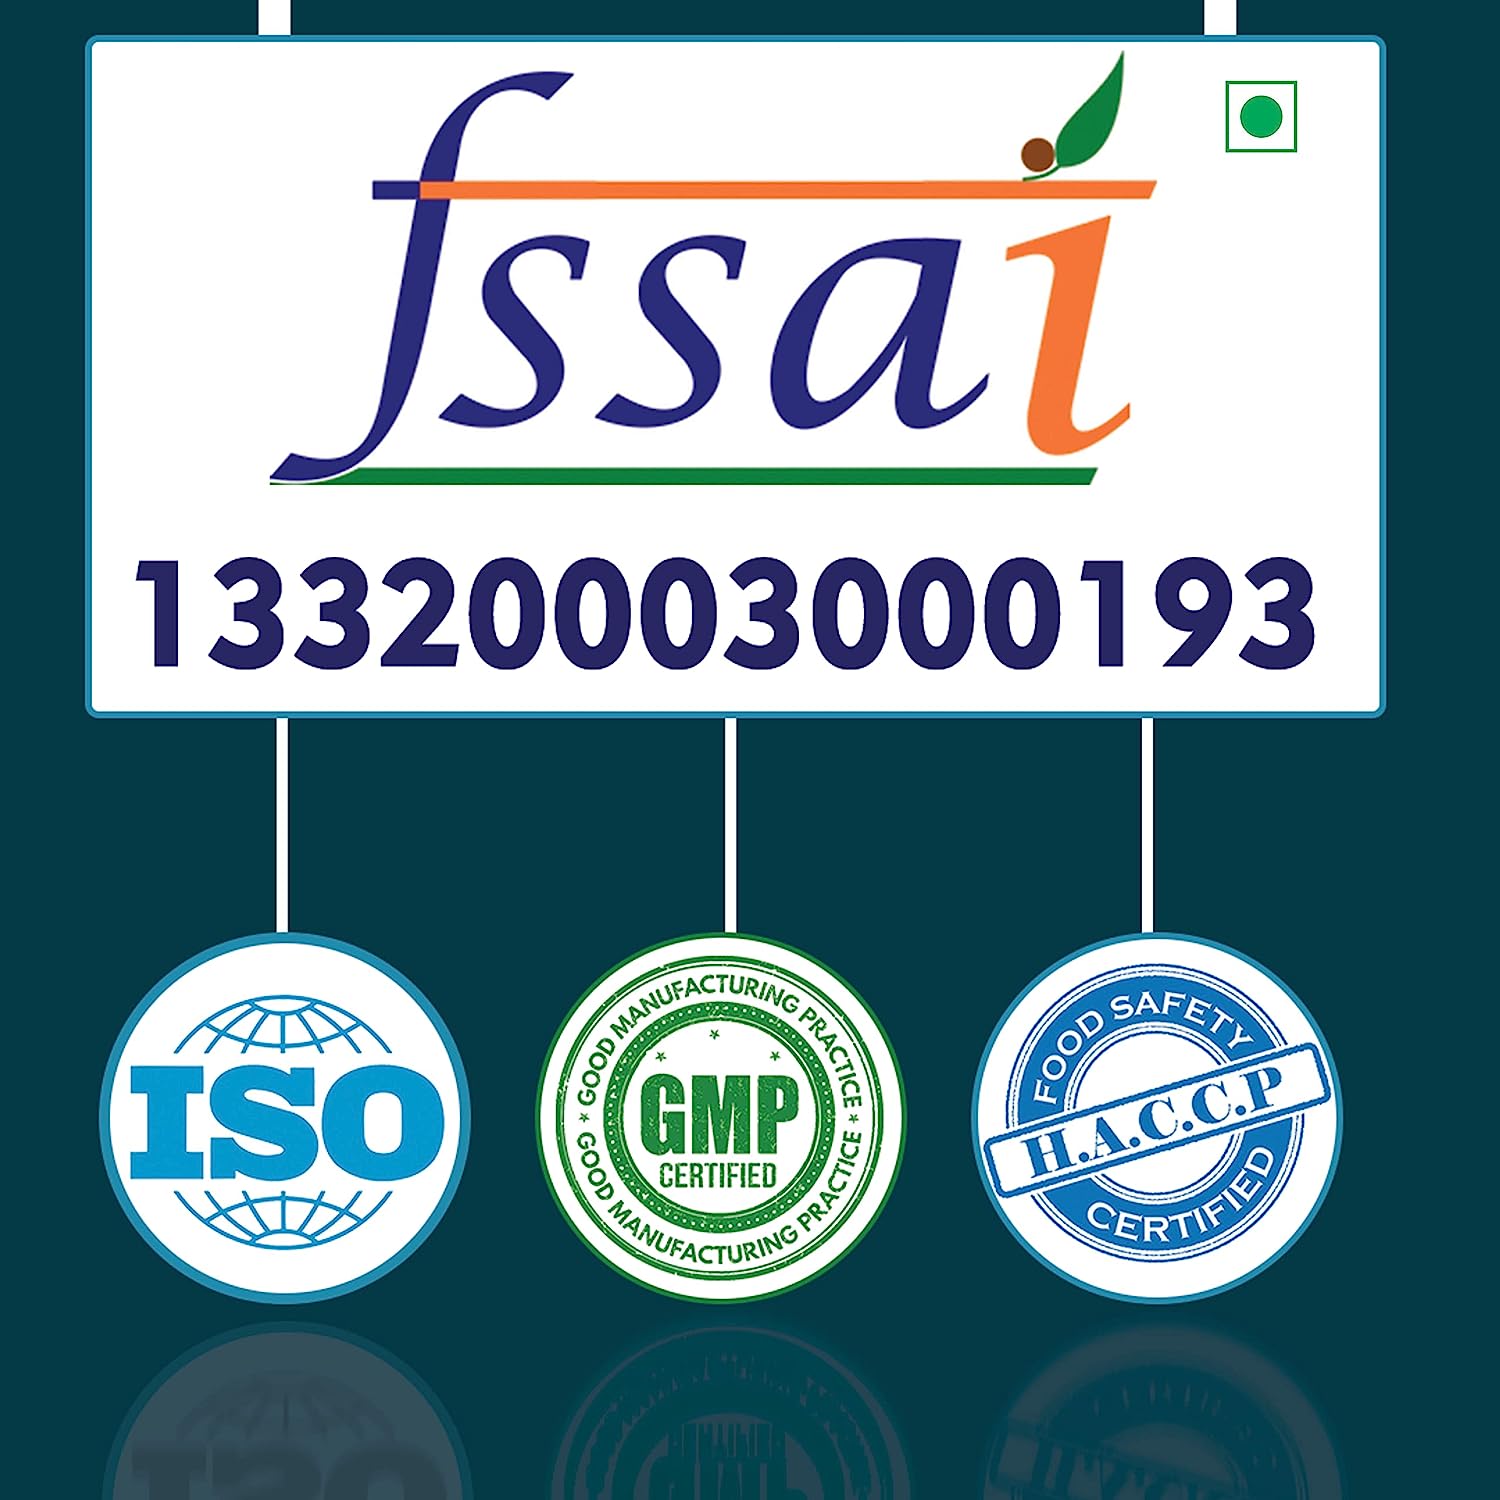 fssai
13320003000193
ISO
GOOD MANUFACTURING PRACTICE
GMP
CERTIFIED
GOOD MANUFACTURING PRACTICE
FOOD SAFETY
H.A.C.C.P
CERTIFIED